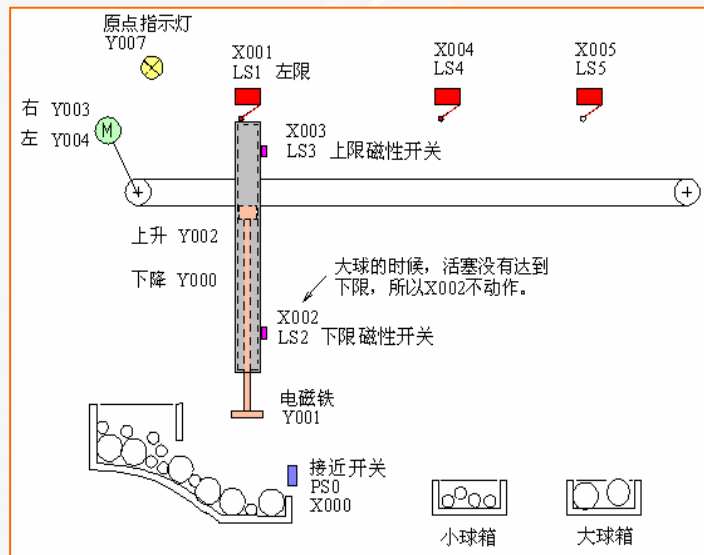 原点指示灯
Y007
X001
LS1 左限
X004
LS4
X005
LS5
右 Y003
左 Y004
M
X003
LS3 上限磁性开关
上升 Y002
下降 Y000
大球的时候，活塞没有达到
下限，所以X002不动作。
X002
LS2 下限磁性开关
电磁铁
Y001
接近开关
PS0
X000
小球箱
大球箱